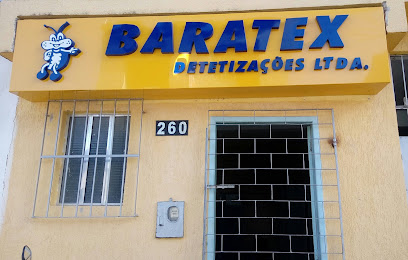 BARATEX
DETETIZAÇÕES LTDA.
260